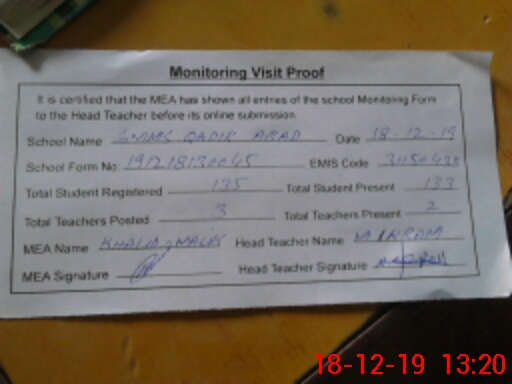 Monitoring Visit Proof
It is certified that the MEA has shown all entries of the school Monitoring Form
to the Head Teacher before its online submission.
School Name QADIR ABAD Date 18-12-19
School Form No: EMIS Code
Total Student Registered 135 Total Student Present 133
Total Teachers Posted 3 Total Teachers Present 2
MEA Name KHALID MALIK Head Teacher Name M IKRAM
MEA Signature Head Teacher Signature
18-12-19 13:20